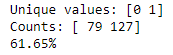 Unique values: [0 1]
Counts: [ 79 127]
61.65%